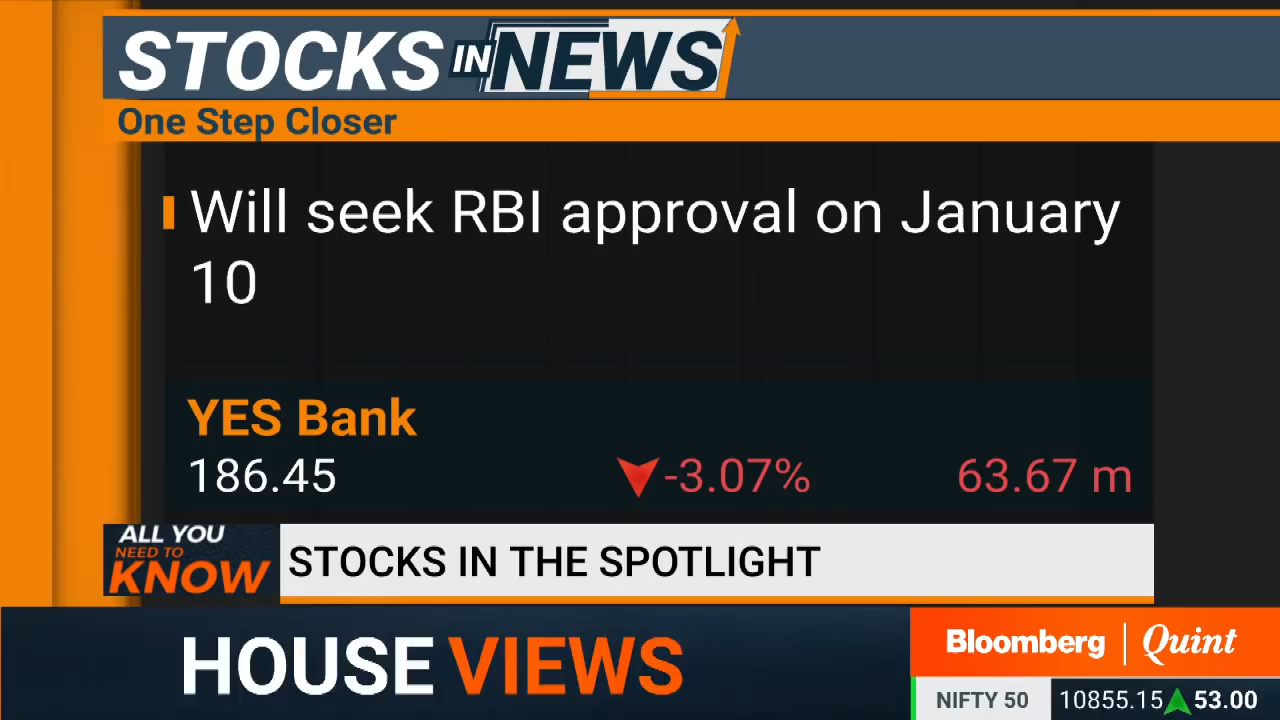 STOCKS IN NEWS
One Step Closer
Will seek RBI approval on January
10
YES Bank
186.45 -3.07% 63.67 m
ALL YOU
NEED TO
KNOW
STOCKS IN THE SPOTLIGHT
HOUSE VIEWS
Bloomberg | Quint
NIFTY 50 10855.15 53.00